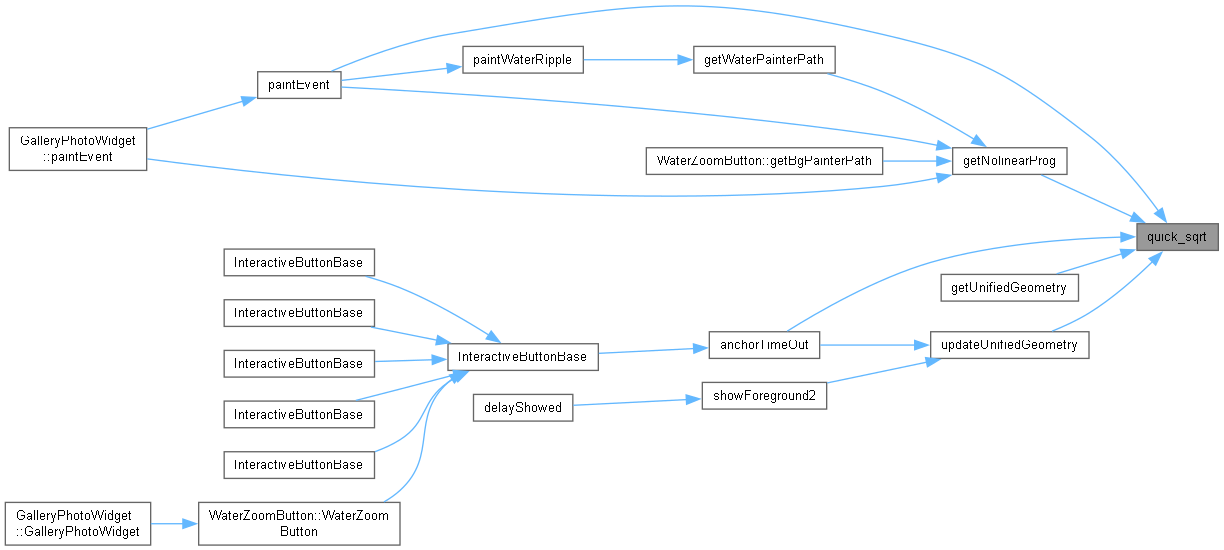 paintWaterRipple
getWaterPainterPath
paintEvent
GalleryPhotoWidget
::paintEvent
WaterZoomButton::getBgPainterPath
getNolinearProg
quick_sqrt
InteractiveButtonBase
getUnifiedGeometry
InteractiveButtonBase
InteractiveButtonBase
anchorTimeOut
updateUnifiedGeometry
InteractiveButtonBase
showForeground2
delayShowed
InteractiveButtonBase
InteractiveButtonBase
GalleryPhotoWidget
::GalleryPhotoWidget
WaterZoomButton::WaterZoom
Button